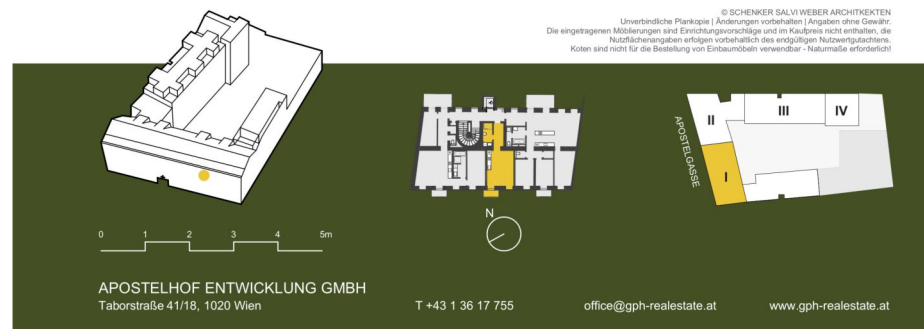 © SCHENKER SALVI WEBER ARCHITKEKTEN
Unverbindliche Plankopie | Änderungen vorbehalten | Angaben ohne Gewähr.
Die eingetragenen Möblierungen sind Einrichtungsvorschläge und im Kaufpreis nicht enthalten, die
Nutzflächenangaben erfolgen vorbehaltlich des endgültigen Nutzwertgutachtens.
Koten sind nicht für die Bestellung von Einbaumöbeln verwendbar - Naturmaße erforderlich!
II
III
IV
I
APOSTELGASSE
N
0 1 2 3 4 5m
APOSTELHOF ENTWICKLUNG GMBH
Taborstraße 41/18, 1020 Wien
T +43 1 36 17 755
office@gph-realestate.at
www.gph-realestate.at